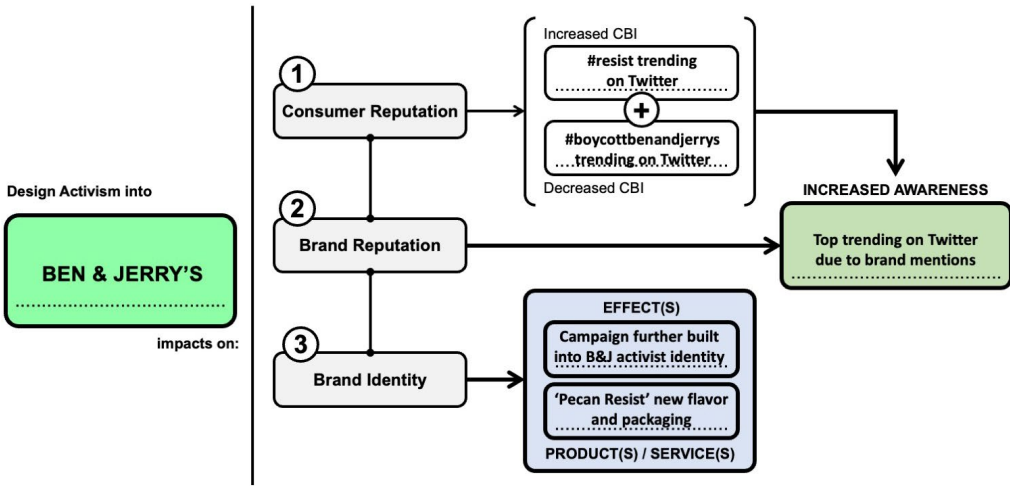 Design Activism into
BEN & JERRY’S
impacts on:
1
Consumer Reputation
2
Brand Reputation
3
Brand Identity
Increased CBI
#resist trending
on Twitter
+
#boycottbenandjerrys
trending on Twitter
Decreased CBI
INCREASED AWARENESS
Top trending on Twitter
due to brand mentions
EFFECT(S)
Campaign further built
into B&J activist identity
‘Pecan Resist’ new flavor
and packaging
PRODUCT(S) / SERVICE(S)